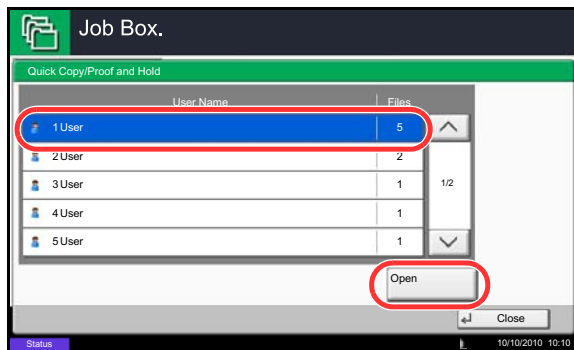 Job Box.
Quick Copy/Proof and Hold
User Name Files
1 User 5
2 User 2
3 User 1
4 User 1
5 User 1
1/2
Open
Close
Status 10/10/2010 10:10